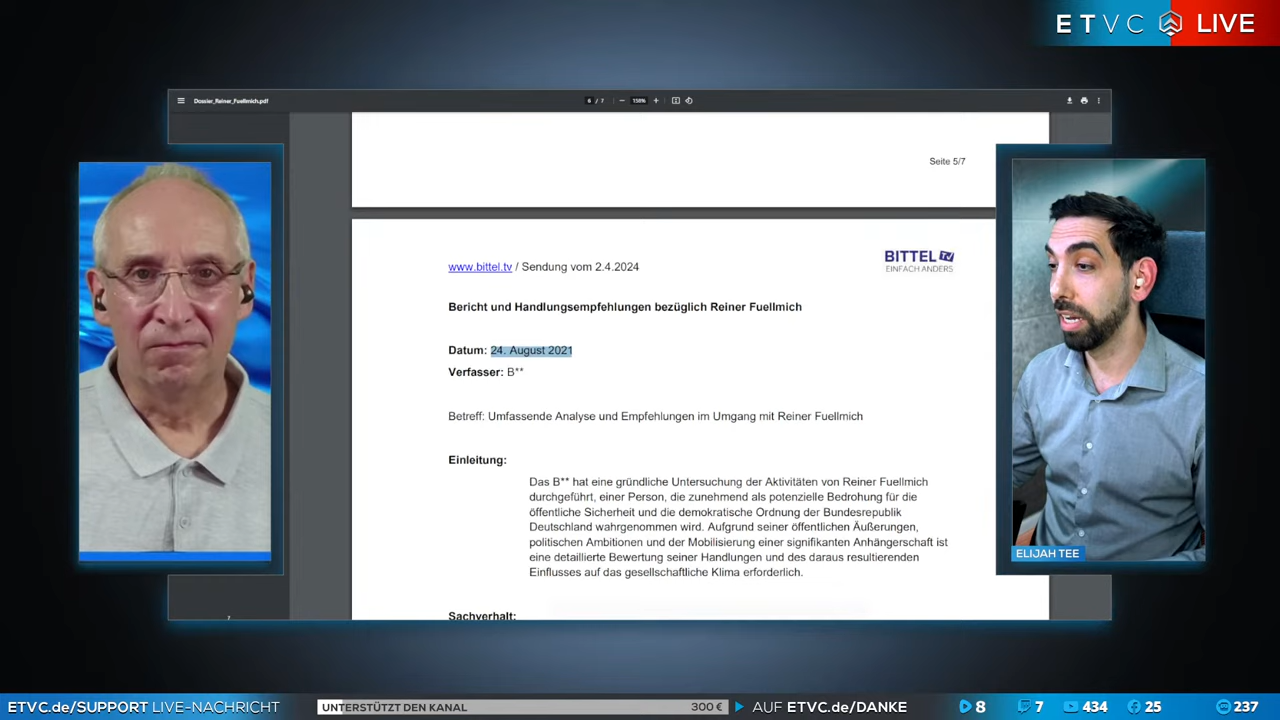 ETVC LIVE
Dossier_Reiner_Fuellmich.pdf
6 / 7
158%
Seite 5/7
BITTEL TV
EINFACH ANDERS
www.bittel.tv / Sendung vom 2.4.2024
Bericht und Handlungsempfehlungen bezüglich Reiner Fuellmich
Datum: 24. August 2021
Verfasser: B**
Betreff: Umfassende Analyse und Empfehlungen im Umgang mit Reiner Fuellmich
Einleitung:
Das B** hat eine gründliche Untersuchung der Aktivitäten von Reiner Fuellmich
durchgeführt, einer Person, die zunehmend als potenzielle Bedrohung für die
öffentliche Sicherheit und die demokratische Ordnung der Bundesrepublik
Deutschland wahrgenommen wird. Aufgrund seiner öffentlichen Äußerungen,
politischen Ambitionen und der Mobilisierung einer signifikanten Anhängerschaft ist
eine detaillierte Bewertung seiner Handlungen und des daraus resultierenden
Einflusses auf das gesellschaftliche Klima erforderlich.
Sachverhalt:
7
ELIJAH TEE
ETVC.de/SUPPORT LIVE-NACHRICHT
UNTERSTÜTZT DEN KANAL
300 €
AUF ETVC.de/DANKE
8
7
434
25
237